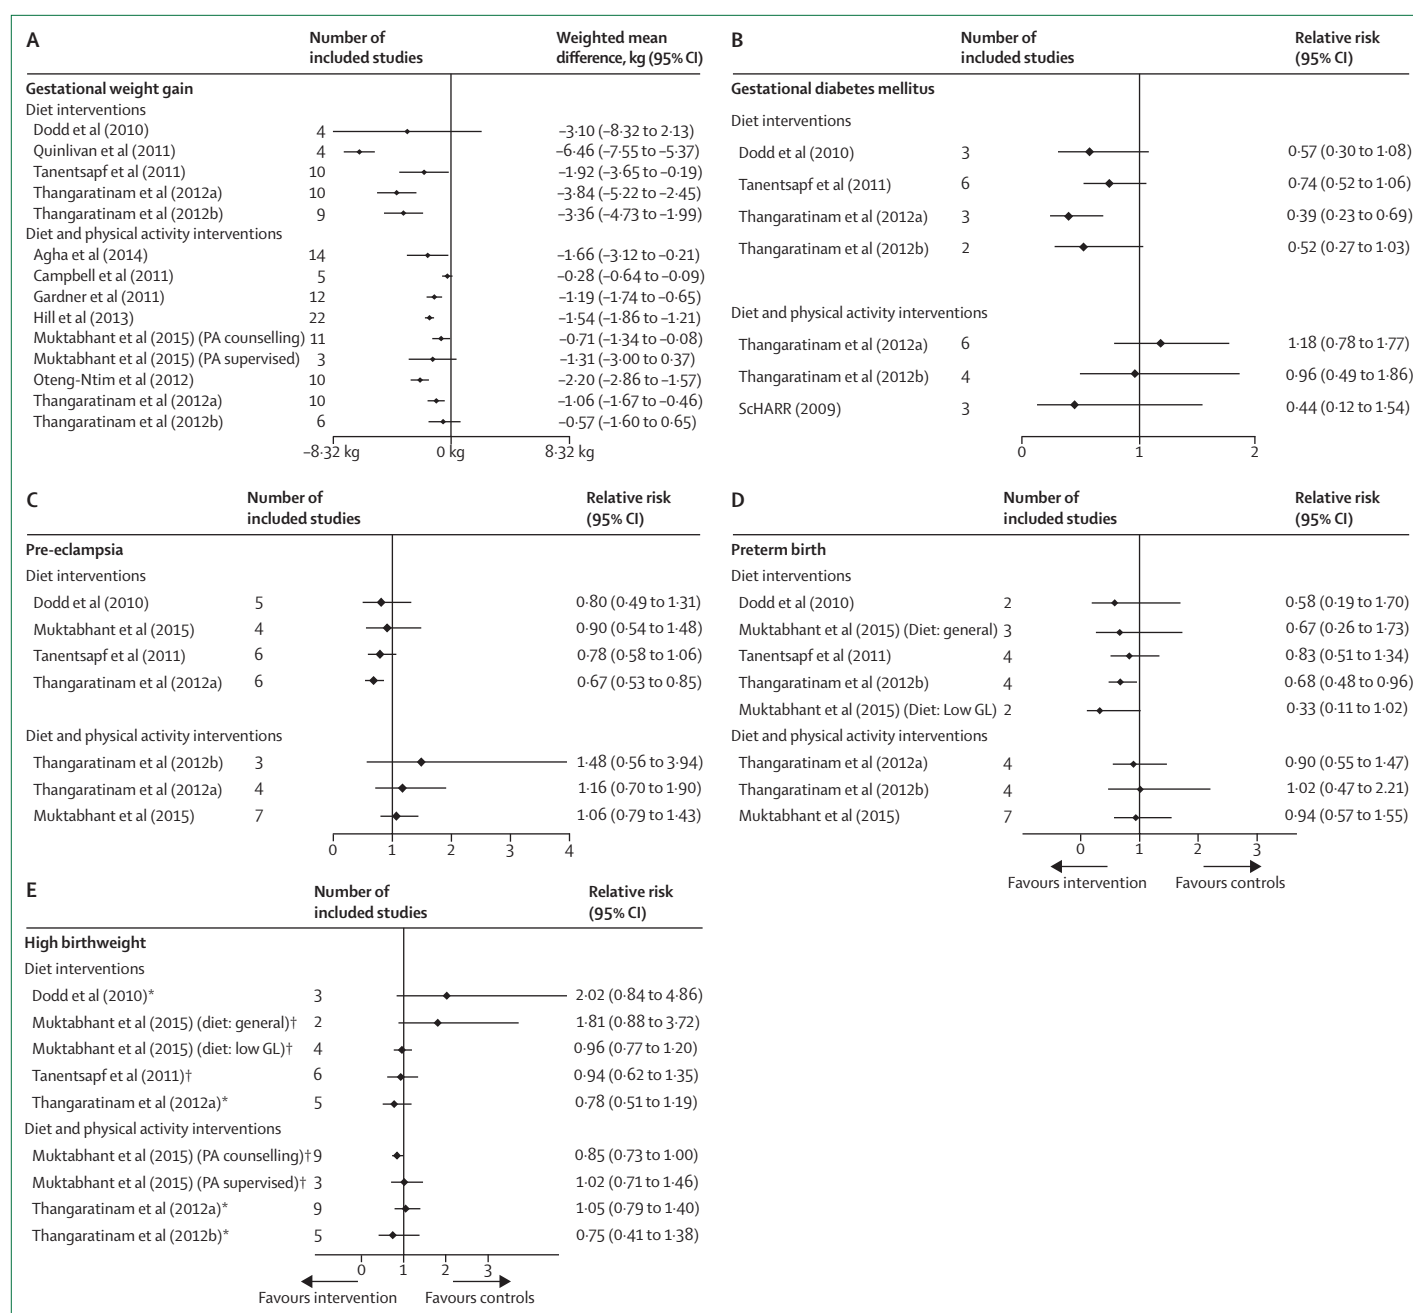 A
Number of included studies
Weighted mean difference, kg (95% CI)
Gestational weight gain
Diet interventions
Dodd et al (2010) 4 –3·10 (–8·32 to 2·13)
Quinlivan et al (2011) 4 –6·46 (–7·55 to –5·37)
Tanentsapf et al (2011) 10 –1·92 (–3·65 to –0·19)
Thangaratinam et al (2012a) 10 –3·84 (–5·22 to –2·45)
Thangaratinam et al (2012b) 9 –3·36 (–4·73 to –1·99)
Diet and physical activity interventions
Agha et al (2014) 14 –1·66 (–3·12 to –0·21)
Campbell et al (2011) 5 –0·28 (–0·64 to –0·09)
Gardner et al (2011) 12 –1·19 (–1·74 to –0·65)
Hill et al (2013) 22 –1·54 (–1·86 to –1·21)
Muktabhant et al (2015) (PA counselling) 11 –0·71 (–1·34 to –0·08)
Muktabhant et al (2015) (PA supervised) 3 –1·31 (–3·00 to 0·37)
Oteng-Ntim et al (2012) 10 –2·20 (–2·86 to –1·57)
Thangaratinam et al (2012a) 10 –1·06 (–1·67 to –0·46)
Thangaratinam et al (2012b) 6 –0·57 (–1·60 to 0·65)
–8·32 kg 0 kg 8·32 kg
B
Number of included studies
Relative risk (95% CI)
Gestational diabetes mellitus
Diet interventions
Dodd et al (2010) 3 0·57 (0·30 to 1·08)
Tanentsapf et al (2011) 6 0·74 (0·52 to 1·06)
Thangaratinam et al (2012a) 3 0·39 (0·23 to 0·69)
Thangaratinam et al (2012b) 2 0·52 (0·27 to 1·03)
Diet and physical activity interventions
Thangaratinam et al (2012a) 6 1·18 (0·78 to 1·77)
Thangaratinam et al (2012b) 4 0·96 (0·49 to 1·86)
ScHARR (2009) 3 0·44 (0·12 to 1·54)
0 1 2
C
Number of included studies
Relative risk (95% CI)
Pre-eclampsia
Diet interventions
Dodd et al (2010) 5 0·80 (0·49 to 1·31)
Muktabhant et al (2015) 4 0·90 (0·54 to 1·48)
Tanentsapf et al (2011) 6 0·78 (0·58 to 1·06)
Thangaratinam et al (2012a) 6 0·67 (0·53 to 0·85)
Diet and physical activity interventions
Thangaratinam et al (2012b) 3 1·48 (0·56 to 3·94)
Thangaratinam et al (2012a) 4 1·16 (0·70 to 1·90)
Muktabhant et al (2015) 7 1·06 (0·79 to 1·43)
0 1 2 3 4
D
Number of included studies
Relative risk (95% CI)
Preterm birth
Diet interventions
Dodd et al (2010) 2 0·58 (0·19 to 1·70)
Muktabhant et al (2015) (Diet: general) 3 0·67 (0·26 to 1·73)
Tanentsapf et al (2011) 4 0·83 (0·51 to 1·34)
Thangaratinam et al (2012b) 4 0·68 (0·48 to 0·96)
Muktabhant et al (2015) (Diet: Low GL) 2 0·33 (0·11 to 1·02)
Diet and physical activity interventions
Thangaratinam et al (2012a) 4 0·90 (0·55 to 1·47)
Thangaratinam et al (2012b) 4 1·02 (0·47 to 2·21)
Muktabhant et al (2015) 7 0·94 (0·57 to 1·55)
0 1 2 3
Favours intervention Favours controls
E
Number of included studies
Relative risk (95% CI)
High birthweight
Diet interventions
Dodd et al (2010)* 3 2·02 (0·84 to 4·86)
Muktabhant et al (2015) (diet: general)† 2 1·81 (0·88 to 3·72)
Muktabhant et al (2015) (diet: low GL)† 4 0·96 (0·77 to 1·20)
Tanentsapf et al (2011)† 6 0·94 (0·62 to 1·35)
Thangaratinam et al (2012a)* 5 0·78 (0·51 to 1·19)
Diet and physical activity interventions
Muktabhant et al (2015) (PA counselling)† 9 0·85 (0·73 to 1·00)
Muktabhant et al (2015) (PA supervised)† 3 1·02 (0·71 to 1·46)
Thangaratinam et al (2012a)* 9 1·05 (0·79 to 1·40)
Thangaratinam et al (2012b)* 5 0·75 (0·41 to 1·38)
0 1 2 3
Favours intervention Favours controls